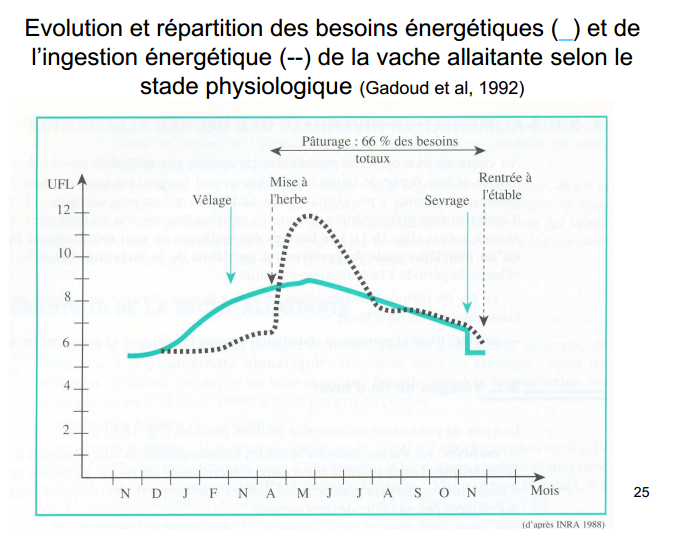 Evolution et répartition des besoins énergétiques (_) et de
l’ingestion énergétique (--) de la vache allaitante selon le
stade physiologique (Gadoud et al, 1992)
Pâturage : 66 % des besoins
totaux
UFL
Vêlage
Mise à
l'herbe
Sevrage
Rentrée à
l'étable
12
10
8
6
4
2
N D J F N A M J J A S O N Mois
25
(d'après INRA 1988)